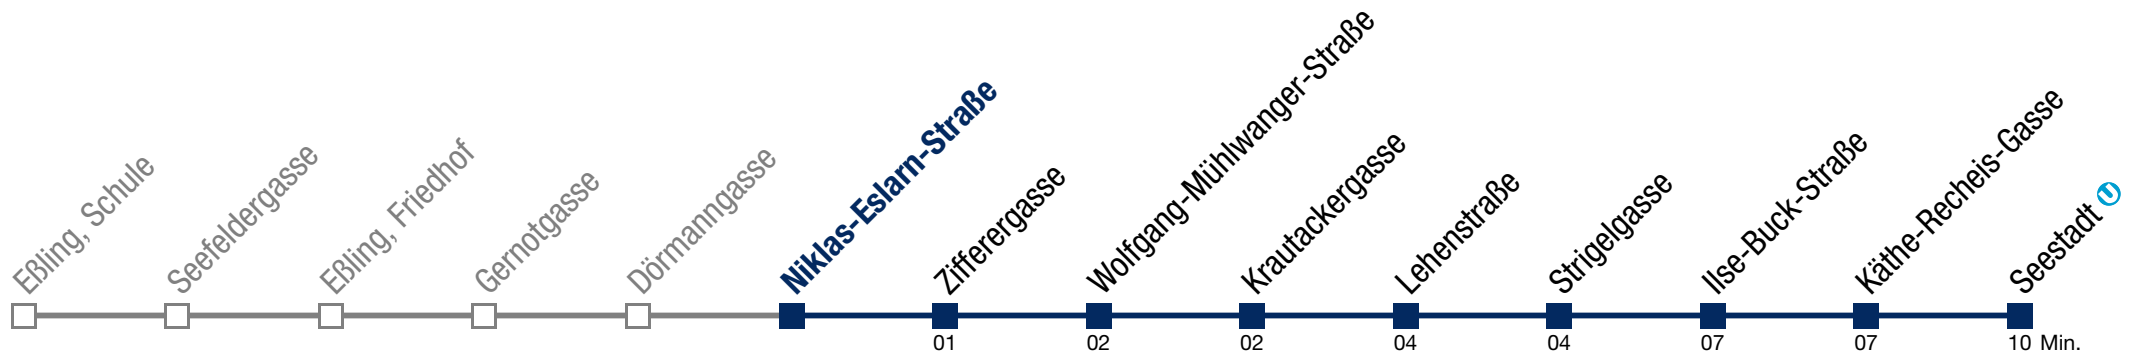 Eßling, Schule
Seefeldergasse
Eßling, Friedhof
Gernotgasse
Dörmanngasse
Niklas-Eslarn-Straße
Zifferergasse
Wolfgang-Mühlwanger-Straße
Krautackergasse
Lehenstraße
Strigelgasse
Ilse-Buck-Straße
Käthe-Recheis-Gasse
Seestadt U
01 02 02 04 04 07 07 10 Min.